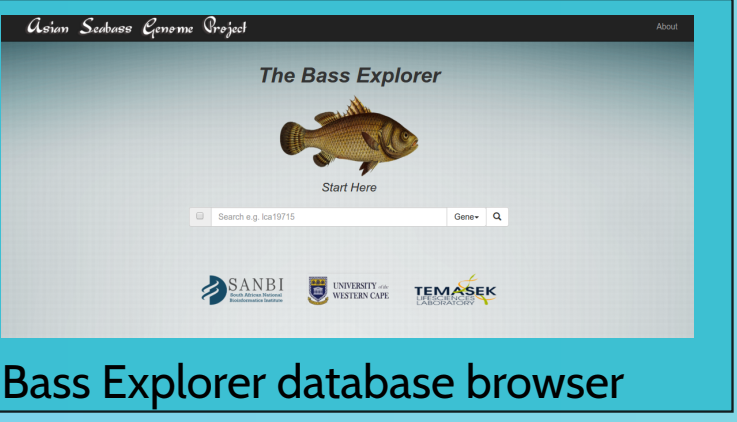 Asian Seabass Genome Project
About
The Bass Explorer
Start Here
Search e.g. lca19715
Gene
SANBI
South African National
Bioinformatics Institute
UNIVERSITY of the
WESTERN CAPE
TEMASEK
LIFESCIENCES
LABORATORY
Bass Explorer database browser